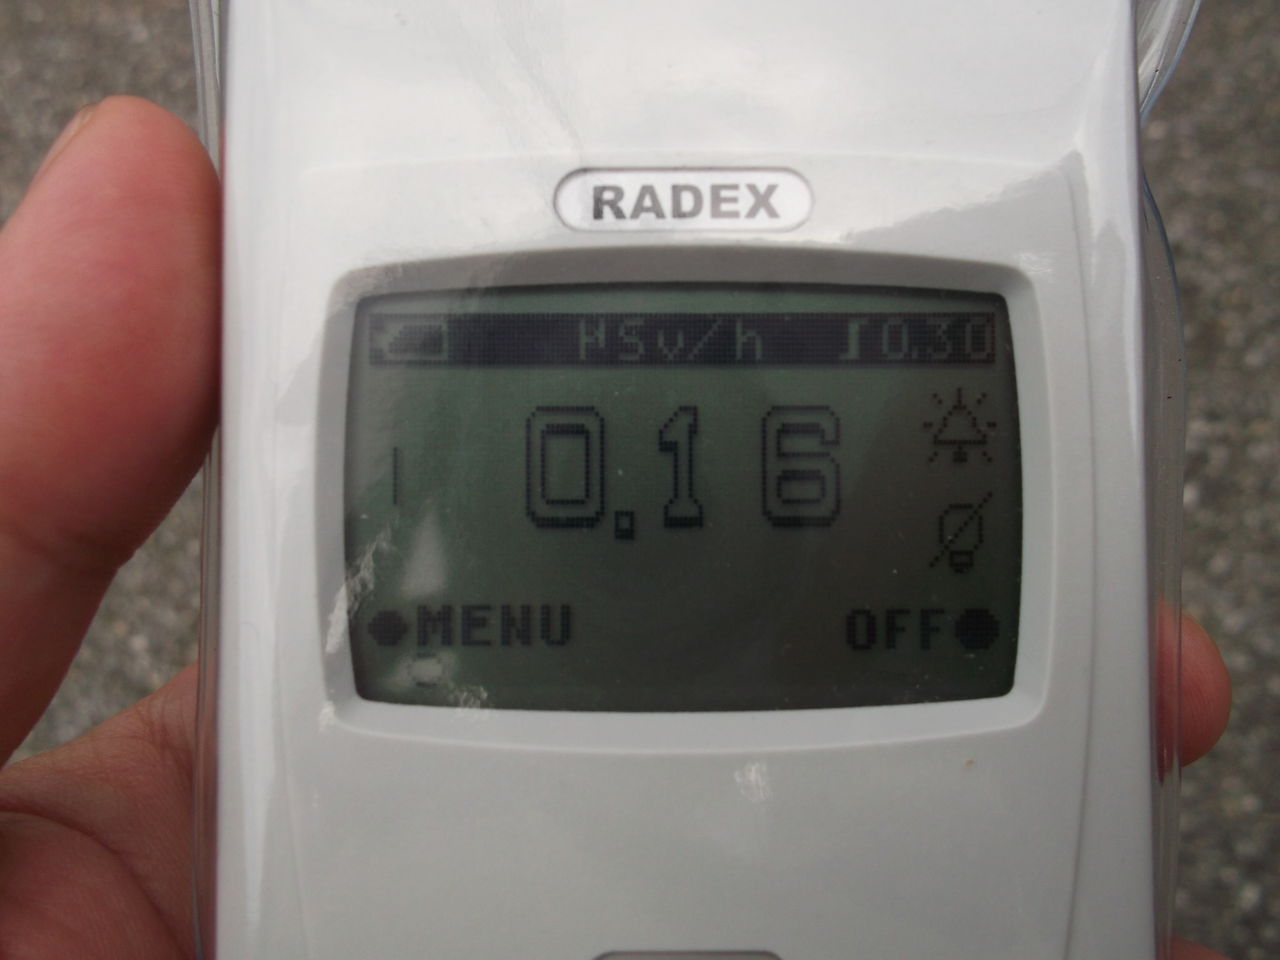 RADEX
µSv/h 0.30
0.16
MENU OFF